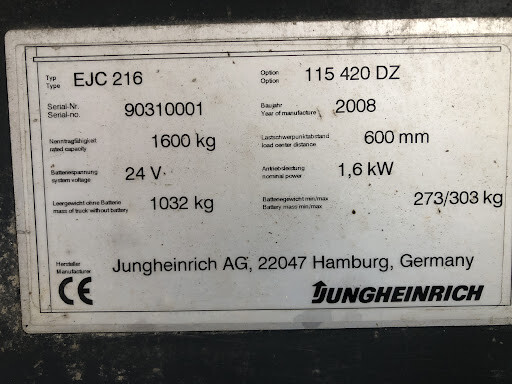 Typ EJC 216 Option 115 420 DZ
Type Option
Serial-Nr. 90310001 Baujahr 2008
Serial-no. Year of manufacture
Nenntragfähigkeit 1600 kg Lastschwerpunktabstand 600 mm
rated capacity load center distance
Batteriespannung 24 V Antriebsleistung 1,6 kW
system voltage nominal power
Leergewicht ohne Batterie 1032 kg Batteriegewicht min/max 273/303 kg
mass of truck without battery Battery mass min/max
Hersteller Jungheinrich AG, 22047 Hamburg, Germany
Manufacturer
CE JUNGHEINRICH